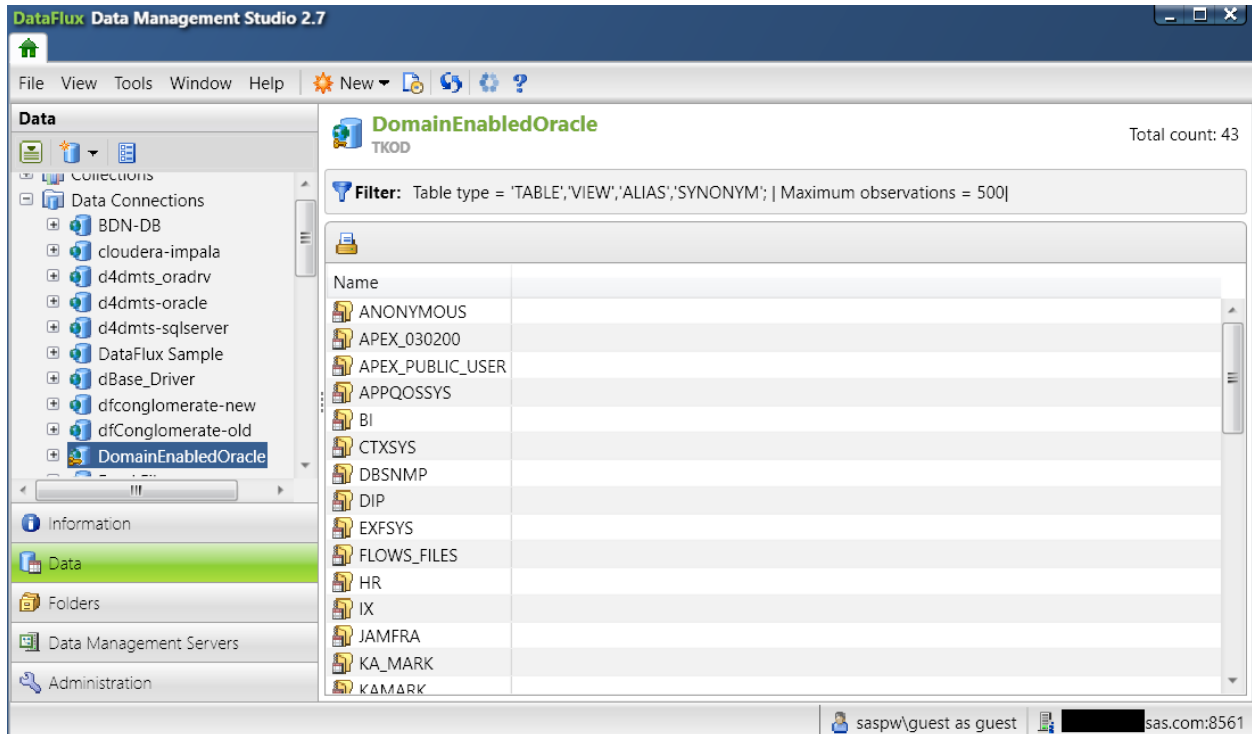 DataFlux Data Management Studio 2.7
File View Tools Window Help New
Data
Collections
Data Connections
BDN-DB
cloudera-impala
d4dmts_oradrv
d4dmts-oracle
d4dmts-sqlserver
DataFlux Sample
dBase_Driver
dfconglomerate-new
dfConglomerate-old
DomainEnabledOracle
Information
Data
Folders
Data Management Servers
Administration
DomainEnabledOracle
TKOD
Total count: 43
Filter: Table type = 'TABLE','VIEW','ALIAS','SYNONYM'; | Maximum observations = 500|
Name
ANONYMOUS
APEX_030200
APEX_PUBLIC_USER
APPQOSSYS
BI
CTXSYS
DBSNMP
DIP
EXFSYS
FLOWS_FILES
HR
IX
JAMFRA
KA_MARK
KAMARK
saspw\guest as guest
sas.com:8561